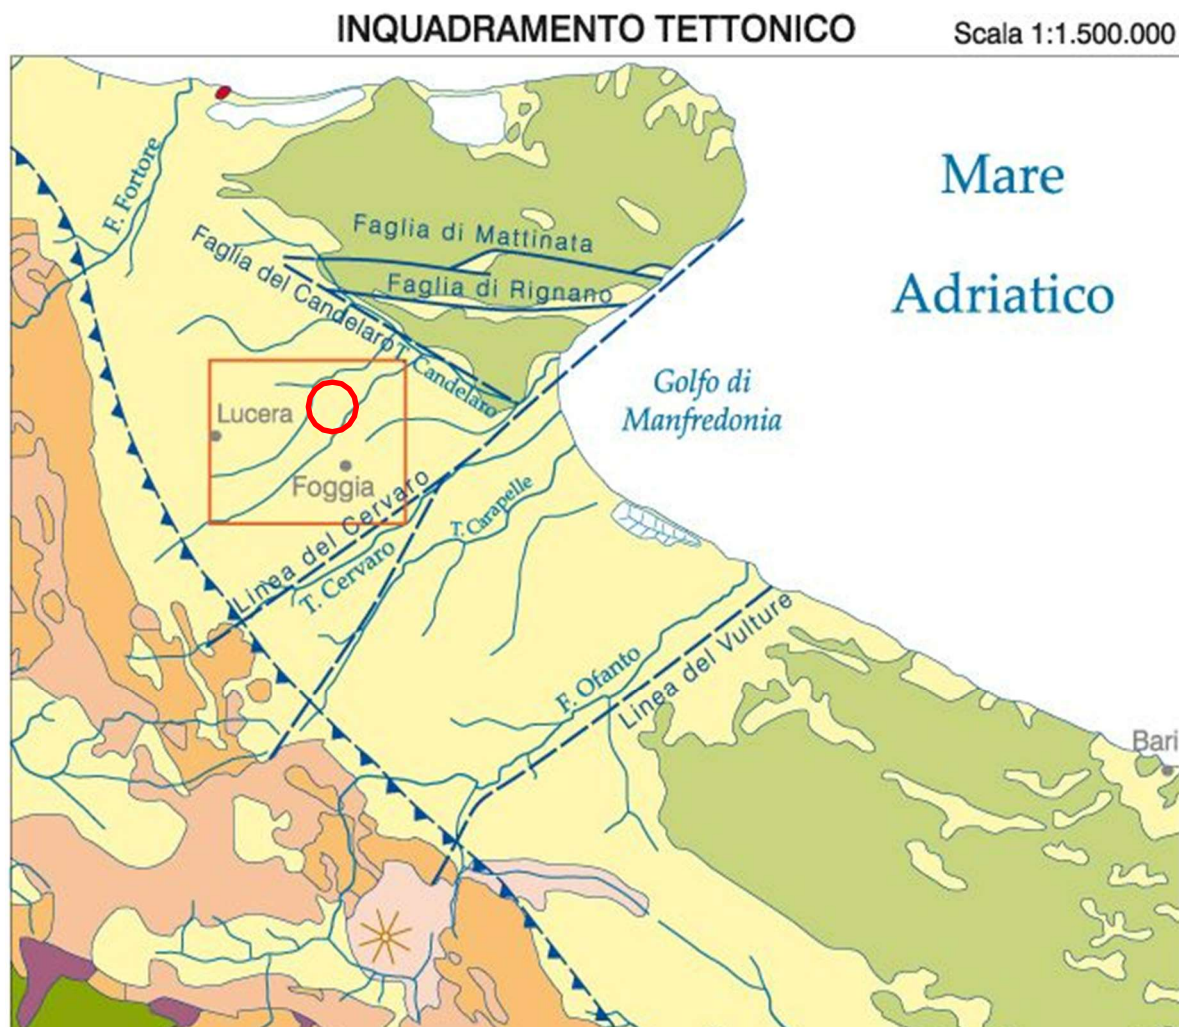 INQUADRAMENTO TETTONICO
Scala 1:1.500.000
Mare
Adriatico
F. Fortore
Faglia di Mattinata
Faglia del Candelaro
Faglia di Rignano
T. Candelaro
Golfo di
Manfredonia
Lucera
Foggia
Linea del Cervaro
T. Cervaro
T. Carapelle
F. Ofanto
Linea del Vulture
Bari